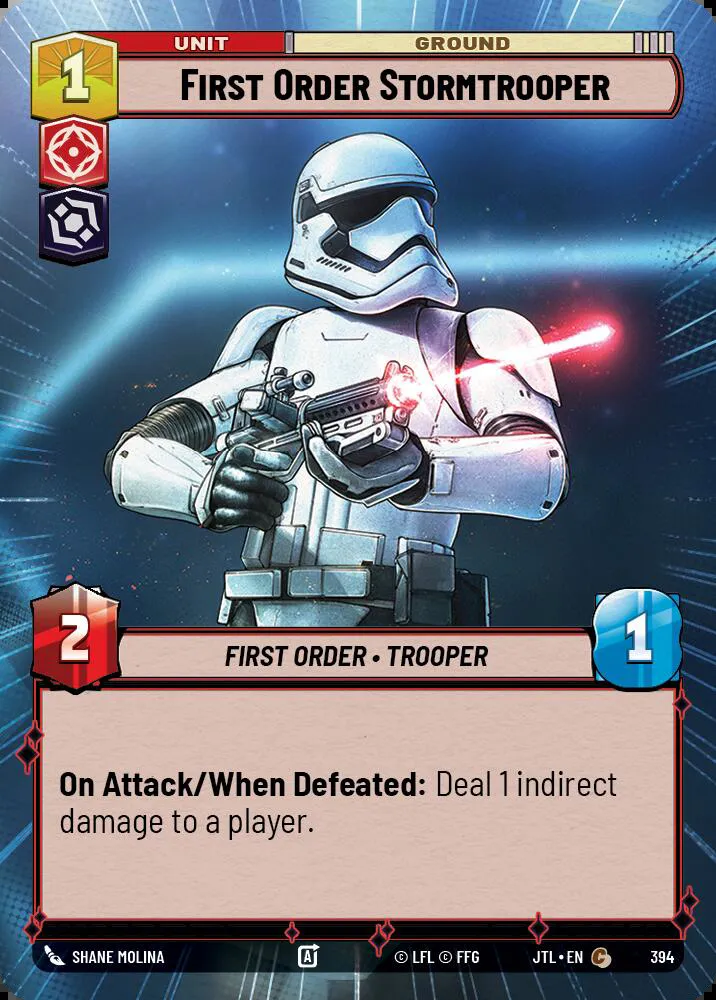 UNIT GROUND
1 FIRST ORDER STORMTROOPER
2 FIRST ORDER • TROOPER 1
On Attack/When Defeated: Deal 1 indirect
damage to a player.
SHANE MOLINA A © LFL © FFG JTL • EN C 394